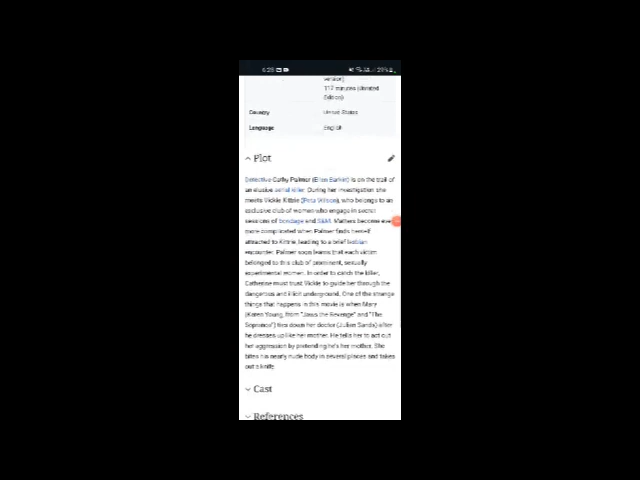 6:25
version)
112 minutes (Unrated
Edition)
Country United States
Language English
Plot
Detective Cathy Palmer (Ellen Barkin) is on the trail of
an elusive serial killer. During her investigation she
meets Vickie Kittrie (Peta Wilson), who belongs to an
exclusive club of women who engage in secret
sessions of bondage and S&M. Matters become even
more complicated when Palmer finds herself
attracted to Kittrie, leading to a brief lesbian
encounter. Palmer soon learns that each victim
belonged to this club of prominent, sexually
experimental women. In order to catch the killer,
Catherine must trust Vickie to guide her through the
dangerous and illicit underground. One of the strange
things that happens in this movie is when Mary
(Karen Young, from "Jaws the Revenge" and "The
Sopranos") ties down her doctor (Julian Sands) after
he dresses up like her mother. He tells her to act out
her aggression by pretending he's her mother. She
bites his nearly nude body in several places and takes
out a knife.
Cast
References